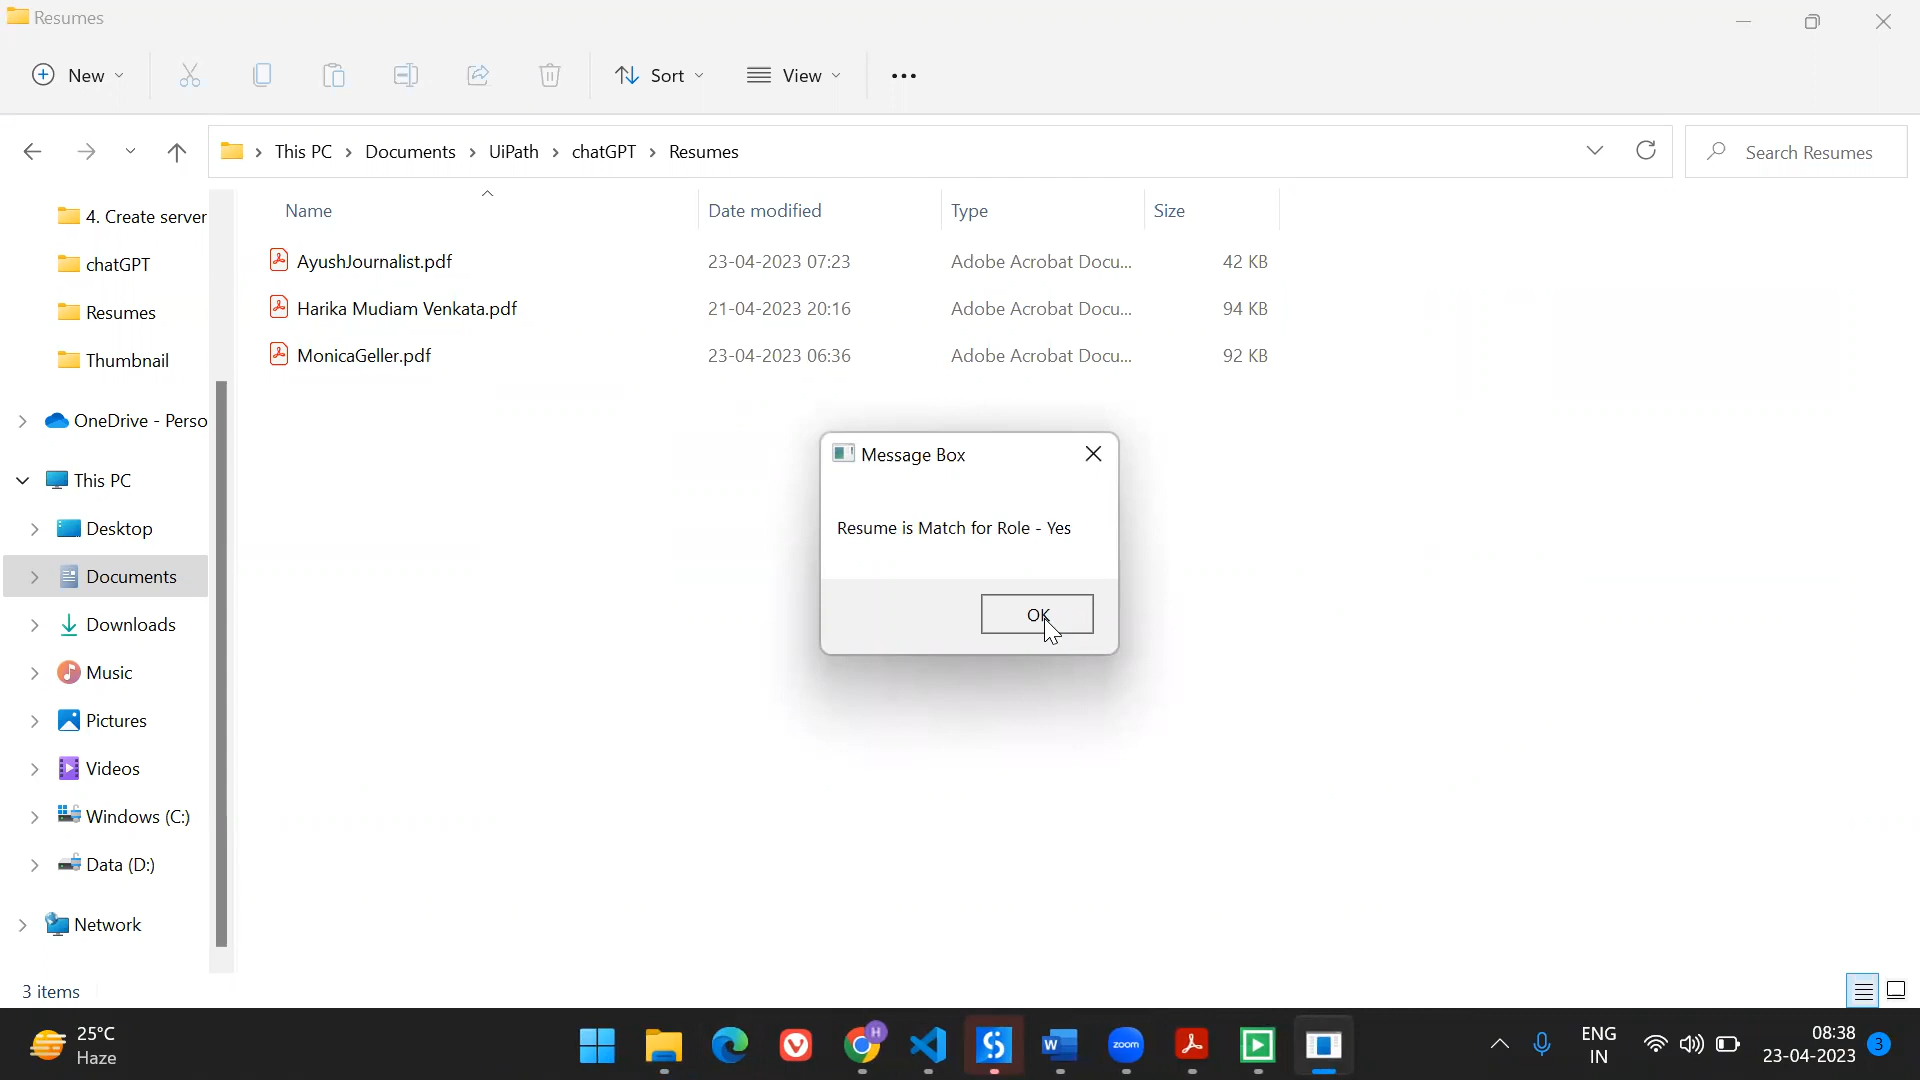 Resumes
New
Sort
View
This PC
Documents
UiPath
chatGPT
Resumes
Search Resumes
4. Create server
chatGPT
Resumes
Thumbnail
OneDrive - Perso
This PC
Desktop
Documents
Downloads
Music
Pictures
Videos
Windows (C:)
Data (D:)
Network
Name
Date modified
Type
Size
AyushJournalist.pdf
23-04-2023 07:23
Adobe Acrobat Docu...
42 KB
Harika Mudiam Venkata.pdf
21-04-2023 20:16
Adobe Acrobat Docu...
94 KB
MonicaGeller.pdf
23-04-2023 06:36
Adobe Acrobat Docu...
92 KB
Message Box
Resume is Match for Role - Yes
OK
3 items
25°C
Haze
H
W
zoom
ENG
IN
08:38
23-04-2023
3